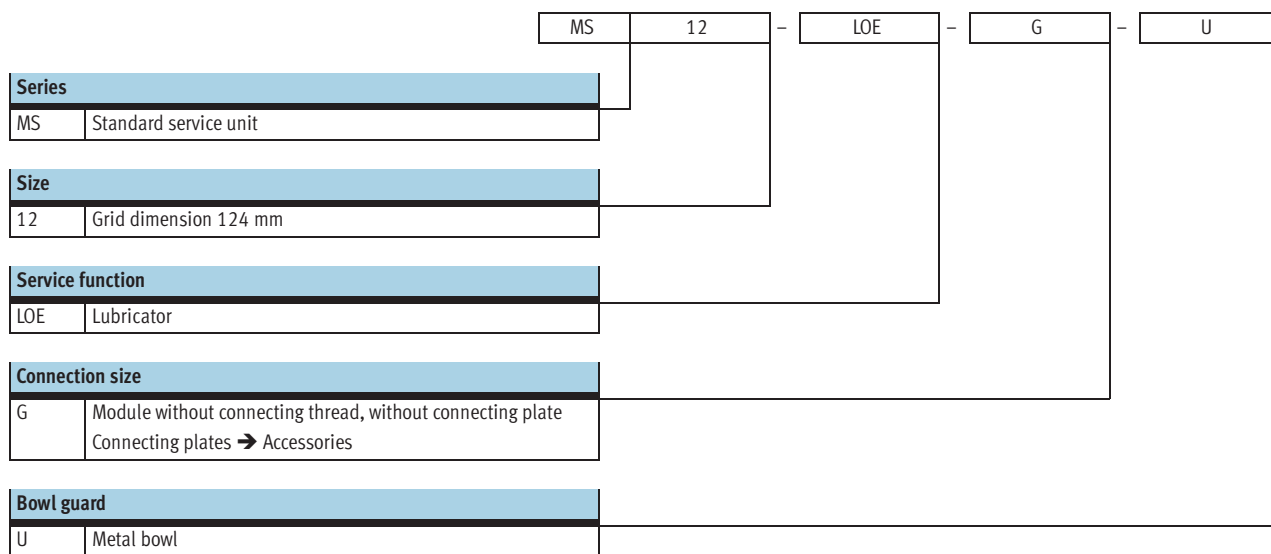 MS 12 – LOE – G – U
Series
MS Standard service unit
Size
12 Grid dimension 124 mm
Service function
LOE Lubricator
Connection size
G Module without connecting thread, without connecting plate
Connecting plates ➔ Accessories
Bowl guard
U Metal bowl